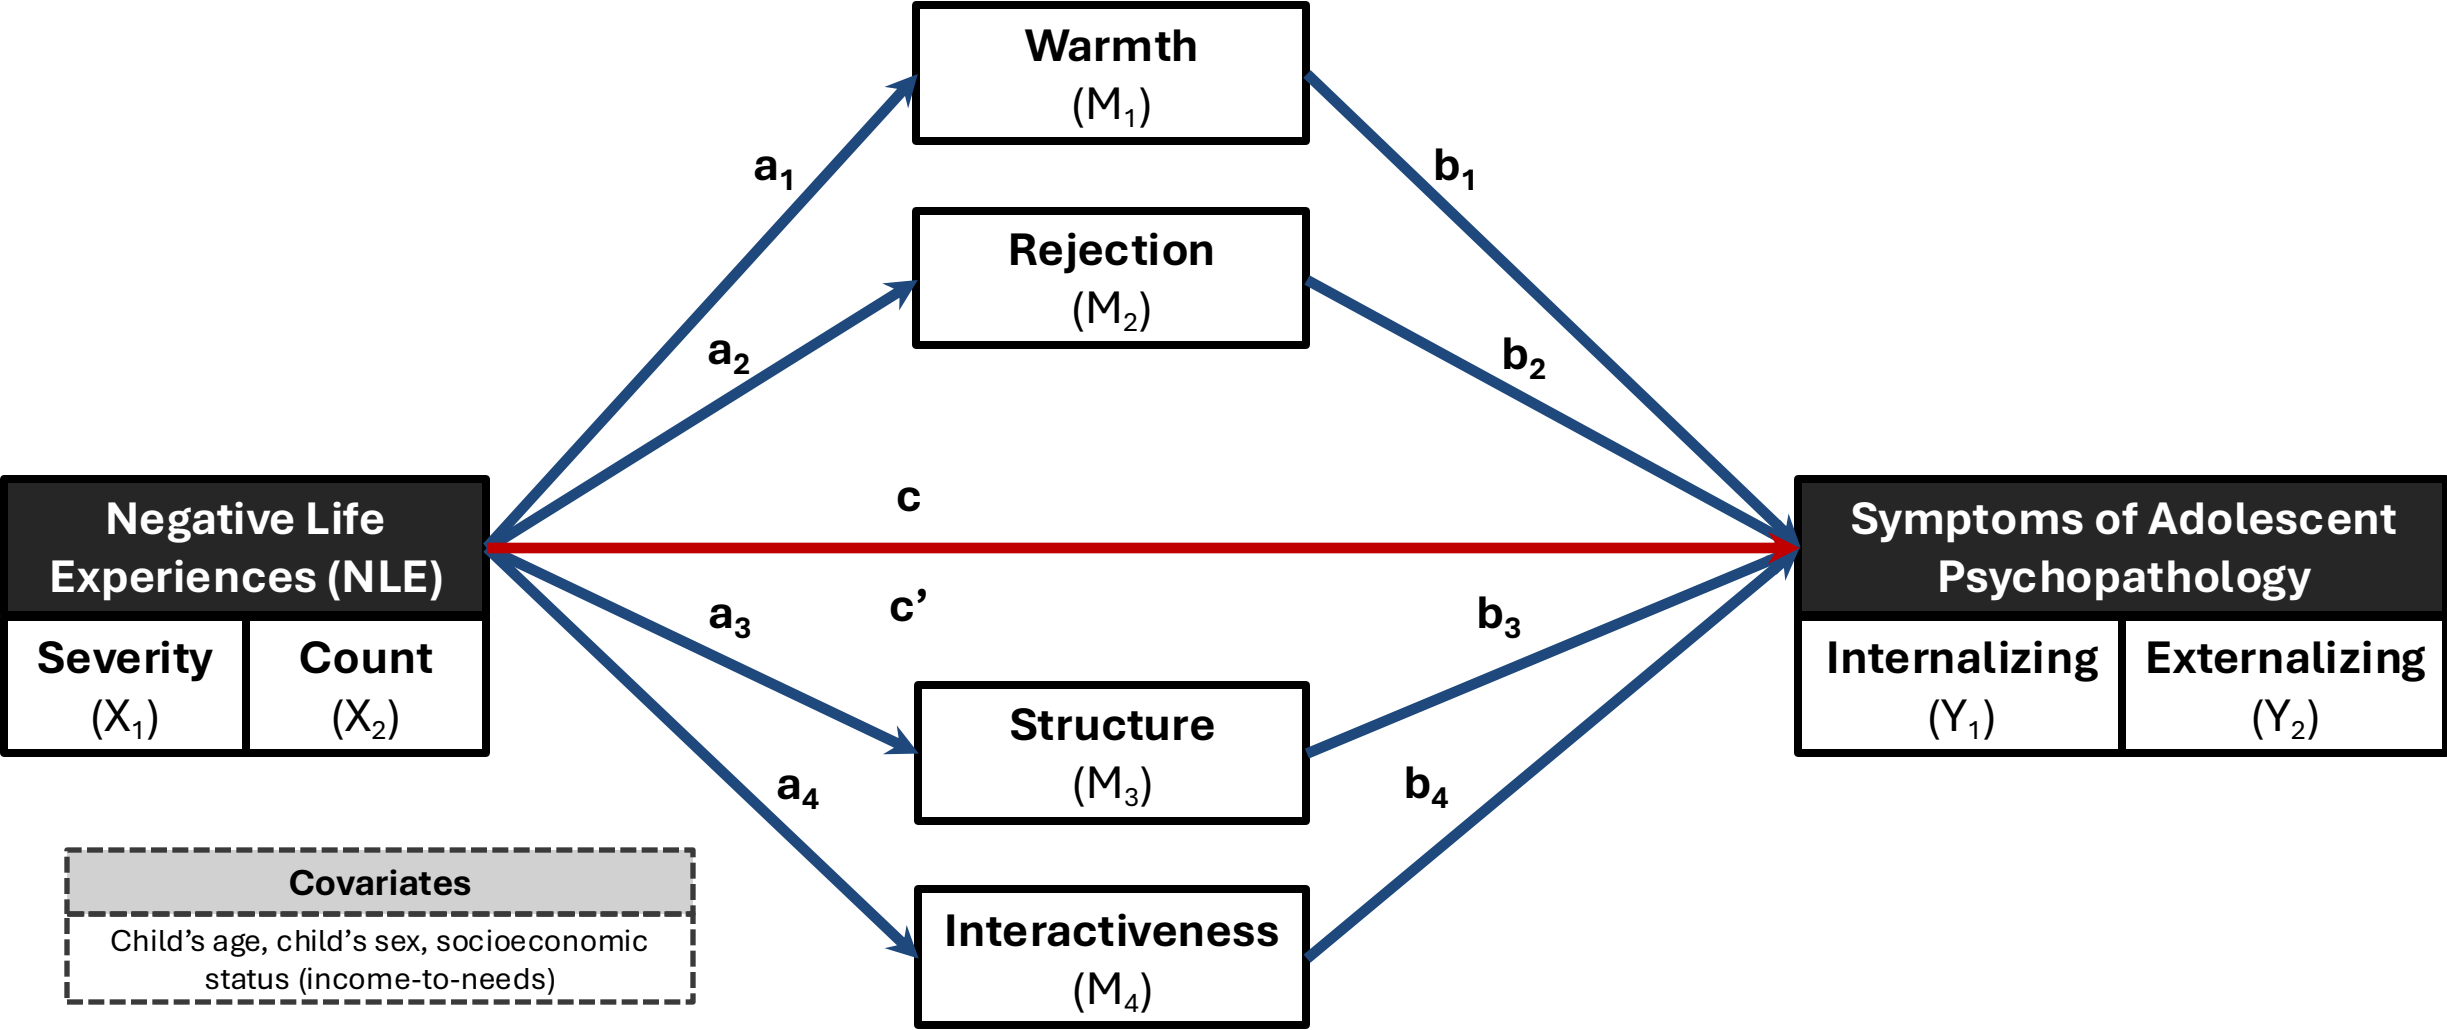 Warmth
(M₁)
a₁
b₁
Rejection
(M₂)
a₂
b₂
c
Negative Life
Experiences (NLE)
Severity
(X₁)
Count
(X₂)
Symptoms of Adolescent
Psychopathology
Internalizing
(Y₁)
Externalizing
(Y₂)
c’
a₃
b₃
Structure
(M₃)
a₄
b₄
Interactiveness
(M₄)
Covariates
Child’s age, child’s sex, socioeconomic
status (income-to-needs)